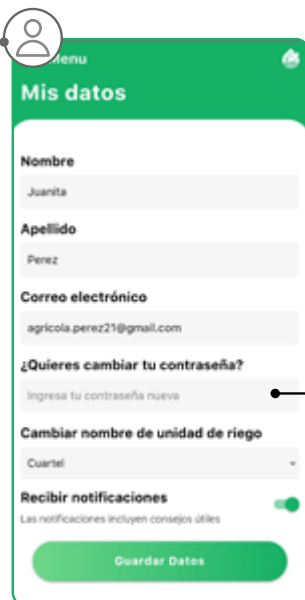 Menu
Mis datos
Nombre
Juanita
Apellido
Perez
Correo electrónico
agricola.perez21@gmail.com
¿Quieres cambiar tu contraseña?
Ingresa tu contraseña nueva
Cambiar nombre de unidad de riego
Cuartel
Recibir notificaciones
Las notificaciones incluyen consejos útiles
Guardar Datos